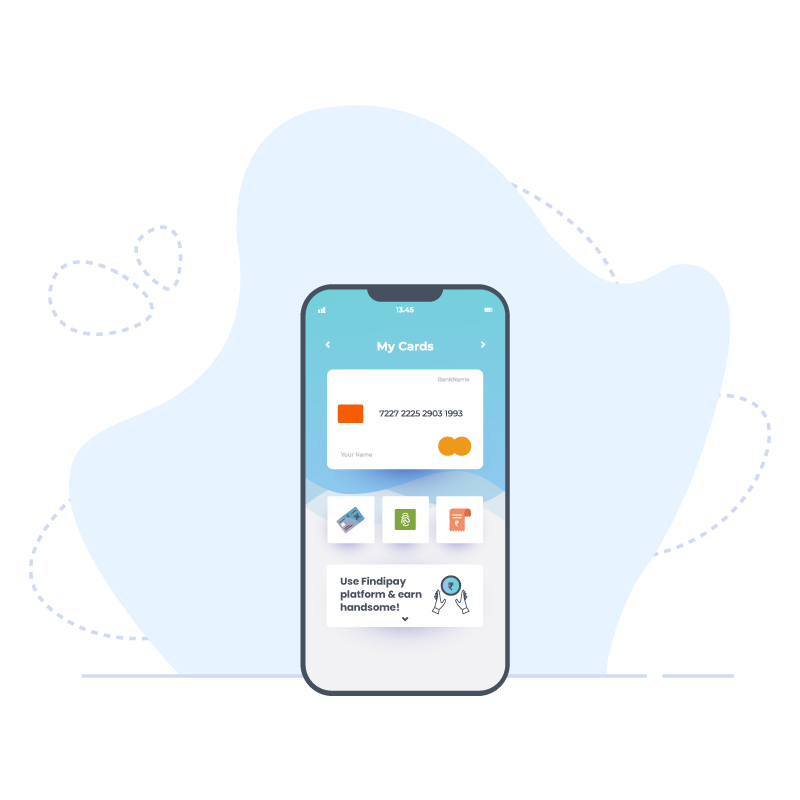 13.45
My Cards
BankName
7227 2225 2903 1993
Your Name
₹
Use Findipay
platform & earn
handsome!
₹